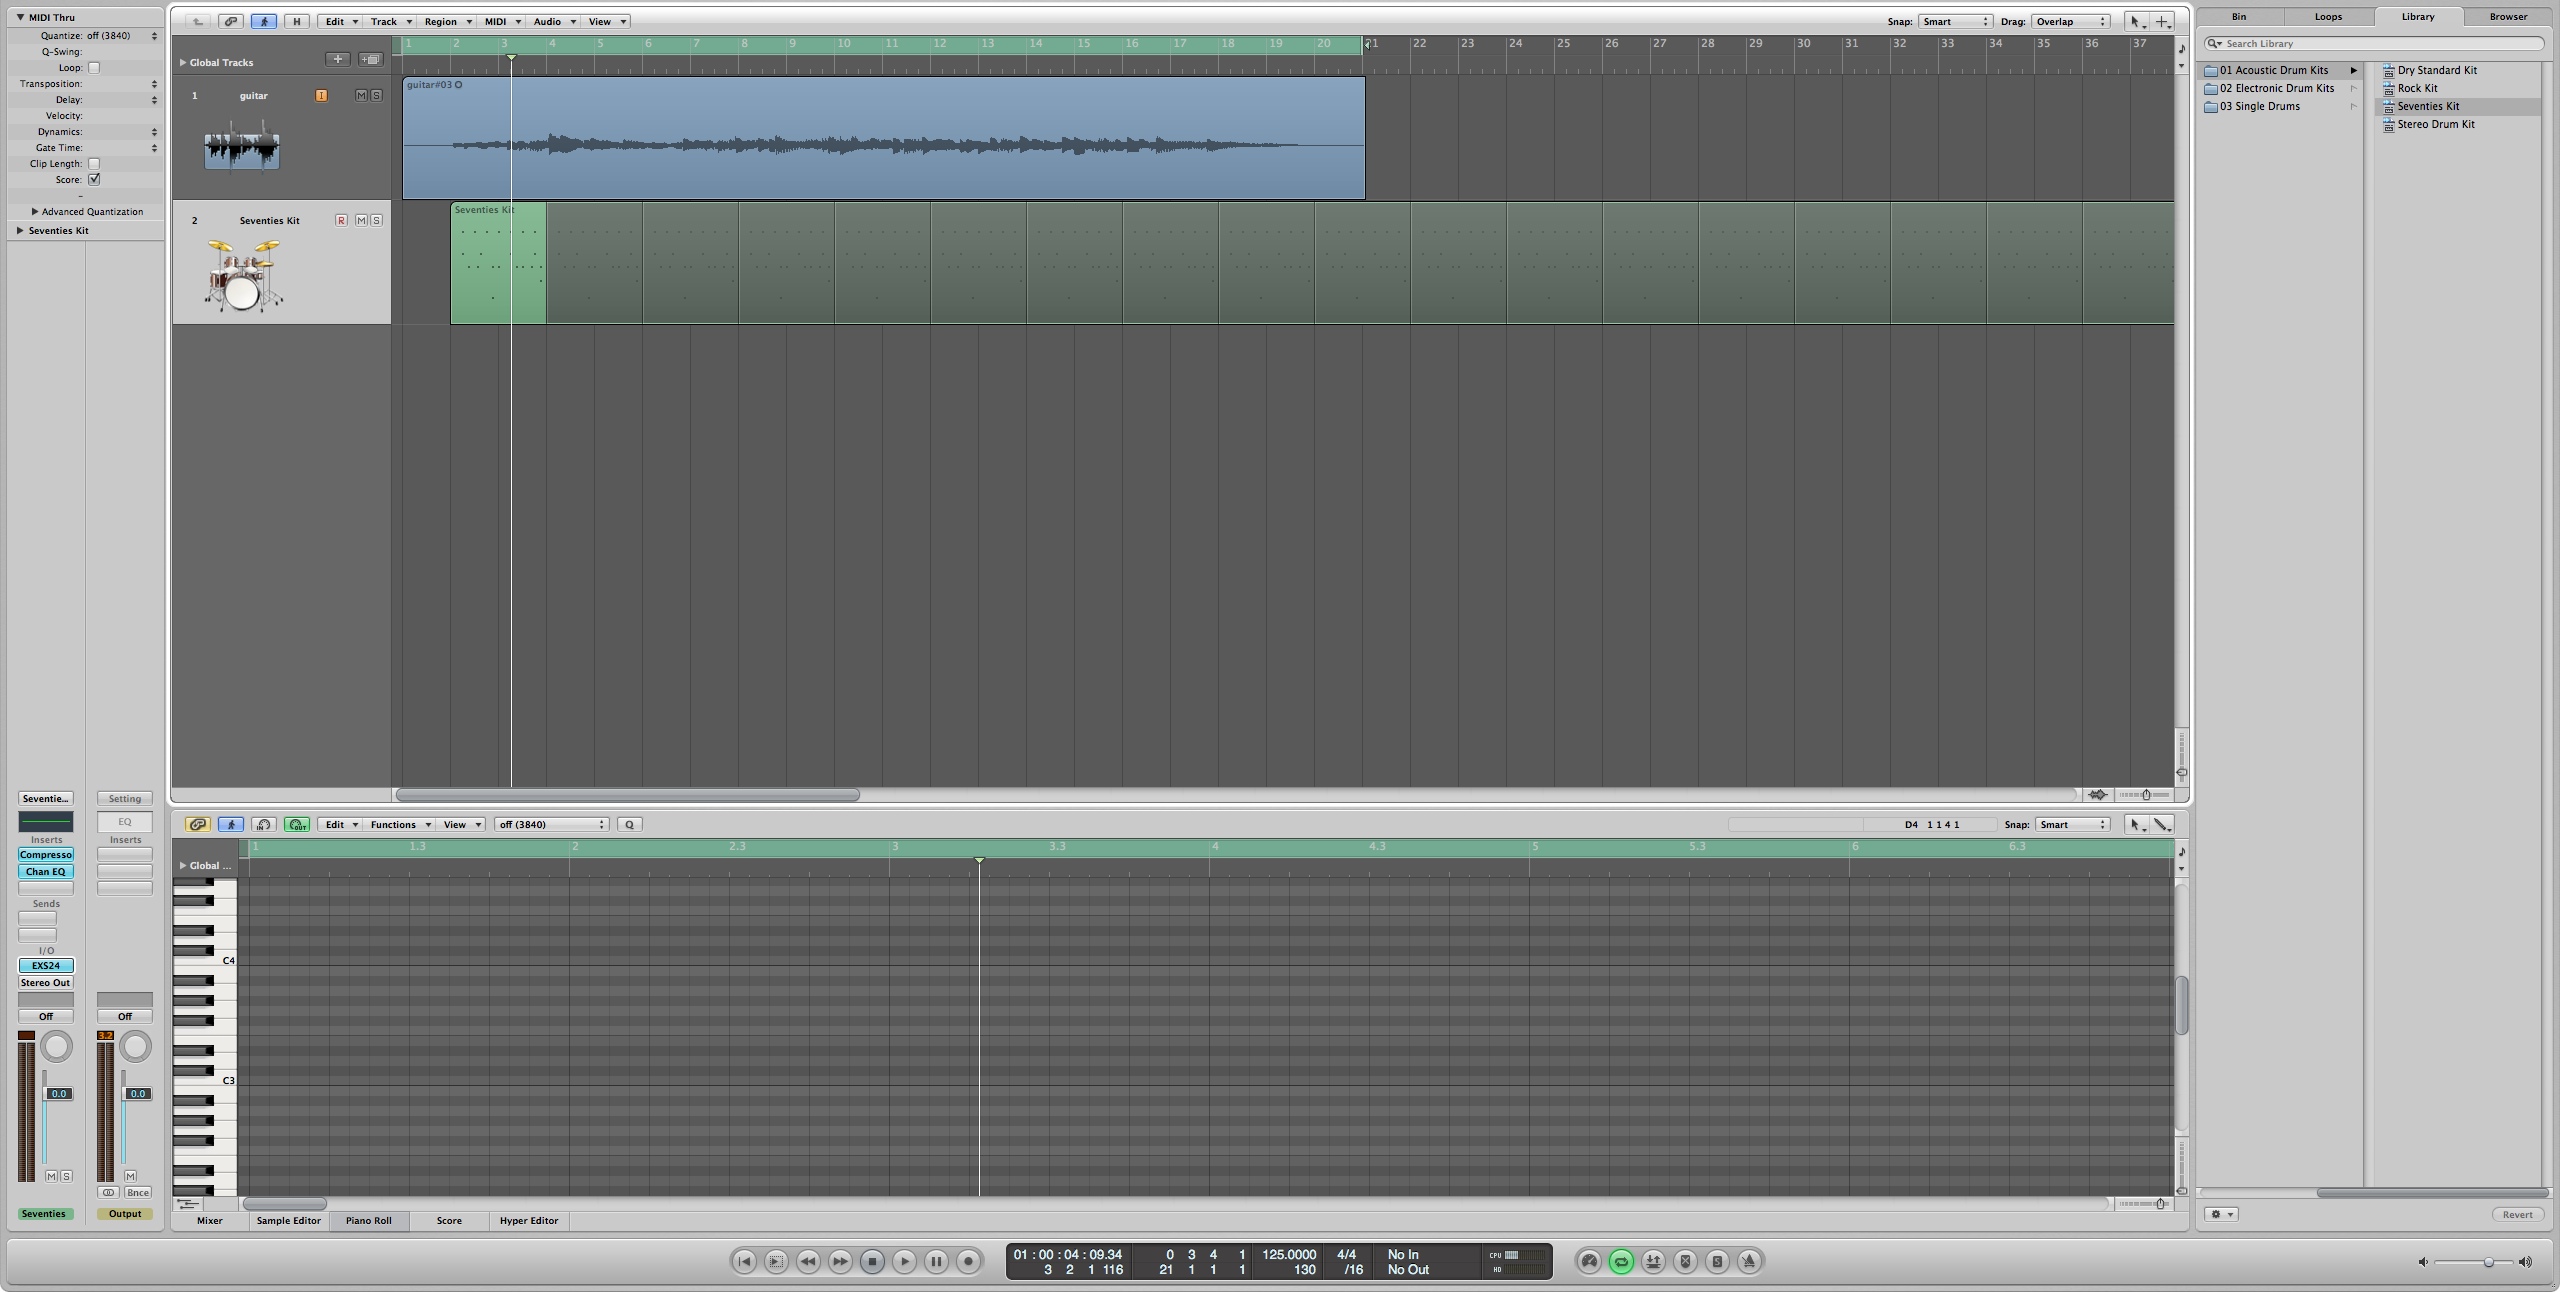 MIDI Thru
Quantize: off (3840)
Q-Swing:
Loop:
Transposition:
Delay:
Velocity:
Dynamics:
Gate Time:
Clip Length:
Score:
-
Advanced Quantization
Seventies Kit
H Edit Track Region MIDI Audio View Snap: Smart Drag: Overlap
Global Tracks
1 2 3 4 5 6 7 8 9 10 11 12 13 14 15 16 17 18 19 20 21 22 23 24 25 26 27 28 29 30 31 32 33 34 35 36 37
1 guitar I M S
guitar#03
2 Seventies Kit R M S
Seventies Kit
Bin Loops Library Browser
Search Library
01 Acoustic Drum Kits
02 Electronic Drum Kits
03 Single Drums
Dry Standard Kit
Rock Kit
Seventies Kit
Stereo Drum Kit
Revert
Seventie... Setting
EQ
Inserts Inserts
Compresso
Chan EQ
Sends
I/O
EXS24
Stereo Out
Off Off
3.2
0.0 0.0
M S M
Bnce
Seventies Output
IN OUT Edit Functions View off (3840) Q D4 1 1 4 1 Snap: Smart
Global ...
1 1.3 2 2.3 3 3.3 4 4.3 5 5.3 6 6.3
C4
C3
Mixer Sample Editor Piano Roll Score Hyper Editor
01 : 00 : 04 : 09.34 0 3 4 1 125.0000 4/4 No In CPU
3 2 1 116 21 1 1 1 130 /16 No Out HD
S